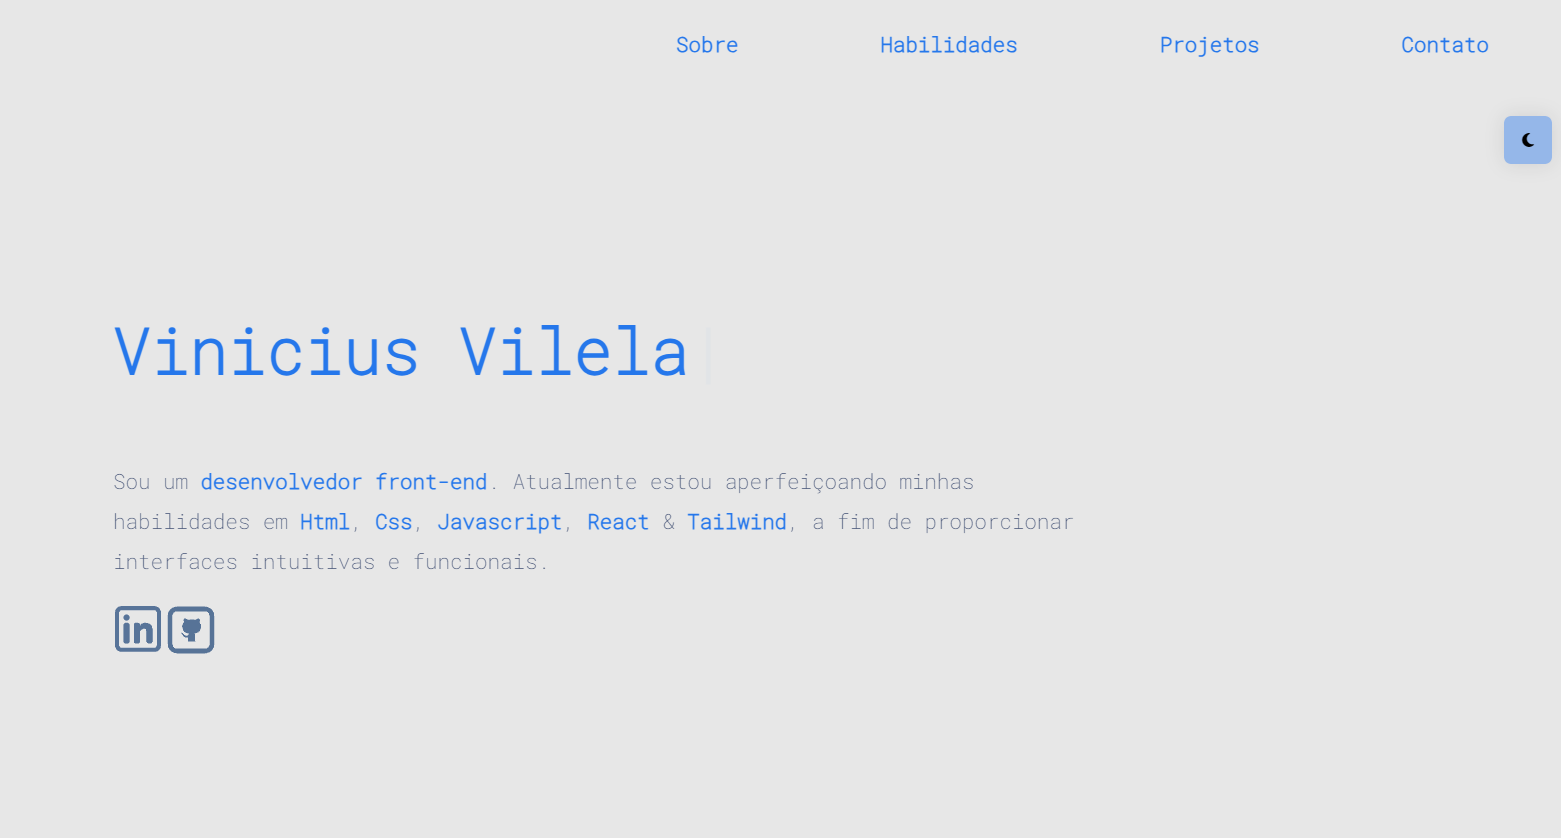 Sobre Habilidades Projetos Contato
Vinicius Vilela
Sou um desenvolvedor front-end. Atualmente estou aperfeiçoando minhas
habilidades em Html, Css, Javascript, React & Tailwind, a fim de proporcionar
interfaces intuitivas e funcionais.
in